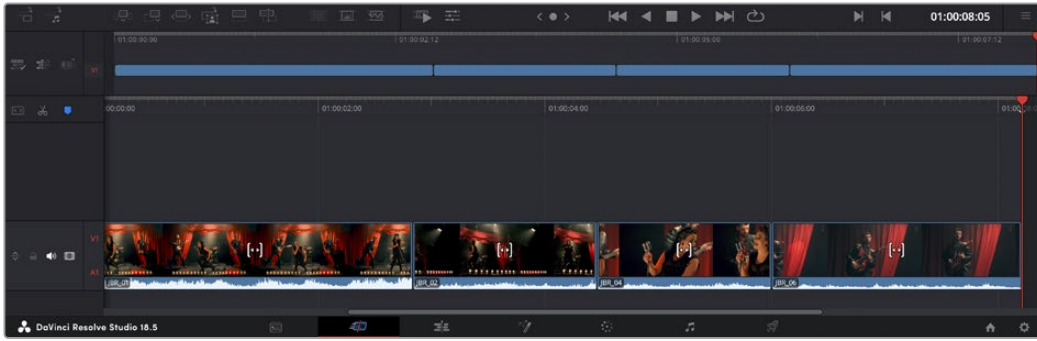 01:00:08:05
01:00:00:00 01:00:02:12 01:00:05:00 01:00:07:12
V1
00:00:00 01:00:02:00 01:00:04:00 01:00:06:00
V1
A1
JBR_01 JBR_02 JBR_04 JBR_06
DaVinci Resolve Studio 18.5